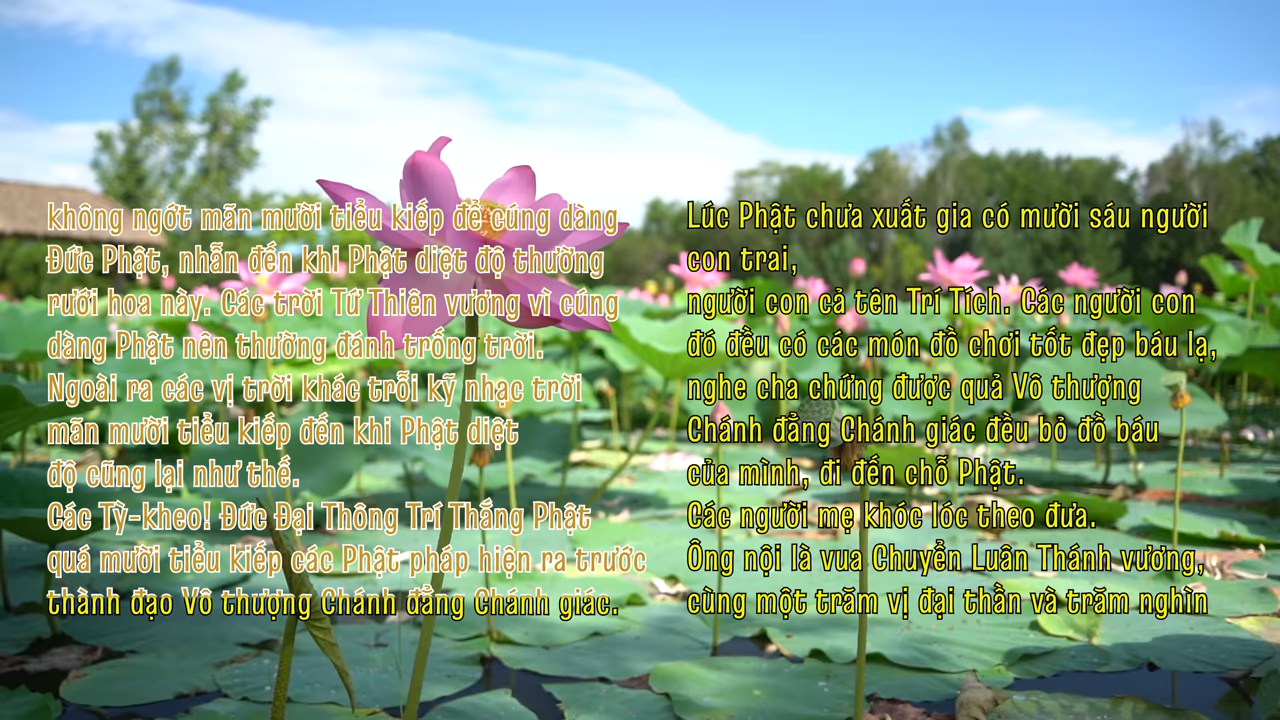 không ngớt mãn mười tiểu kiếp để cúng dàng
Đức Phật, nhẫn đến khi Phật diệt độ thường
rưới hoa này. Các trời Tứ Thiên vương vì cúng
dàng Phật nên thường đánh trống trời.
Ngoài ra các vị trời khác trỗi kỹ nhạc trời
mãn mười tiểu kiếp đến khi Phật diệt
độ cũng lại như thế.
Các Tỳ-kheo! Đức Đại Thông Trí Thắng Phật
quá mười tiểu kiếp các Phật pháp hiện ra trước
thành đạo Vô thượng Chánh đẳng Chánh giác.
Lúc Phật chưa xuất gia có mười sáu người
con trai,
người con cả tên Trí Tích. Các người con
đó đều có các món đồ chơi tốt đẹp báu lạ,
nghe cha chứng được quả Vô thượng
Chánh đẳng Chánh giác đều bỏ đồ báu
của mình, đi đến chỗ Phật.
Các người mẹ khóc lóc theo đưa.
Ông nội là vua Chuyển Luân Thánh vương,
cùng một trăm vị đại thần và trăm nghìn